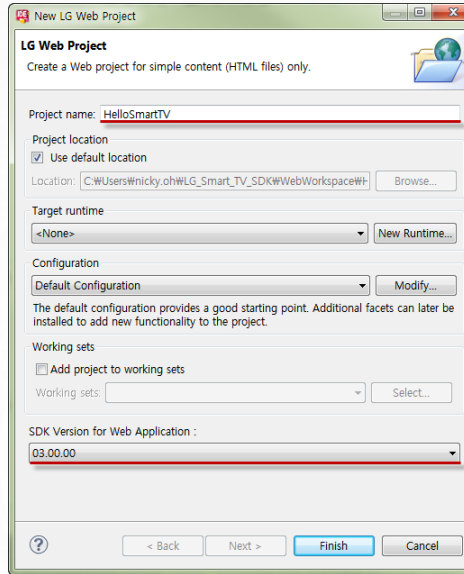 New LG Web Project
LG Web Project
Create a Web project for simple content (HTML files) only.
Project name: HelloSmartTV
Project location
Use default location
Location: C:₩Users₩nicky.oh₩LG_Smart_TV_SDK₩WebWorkspace₩H Browse...
Target runtime
<None> New Runtime...
Configuration
Default Configuration Modify...
The default configuration provides a good starting point. Additional facets can later be
installed to add new functionality to the project.
Working sets
Add project to working sets
Working sets: Select...
SDK Version for Web Application :
03.00.00
? < Back Next > Finish Cancel